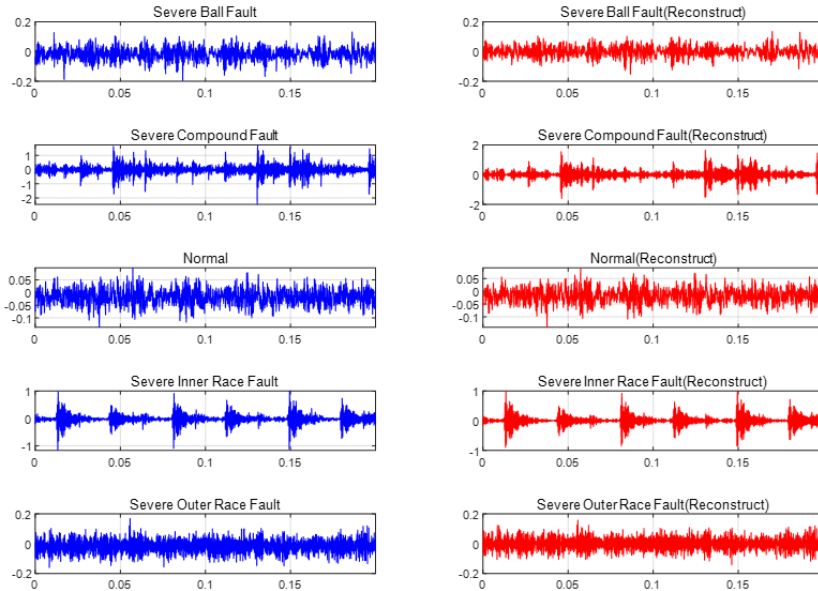 Severe Ball Fault
0.2
0
-0.2
0 0.05 0.1 0.15
Severe Ball Fault(Reconstruct)
0.2
0
-0.2
0 0.05 0.1 0.15
Severe Compound Fault
1
0
-1
-2
0 0.05 0.1 0.15
Severe Compound Fault(Reconstruct)
2
0
-2
0 0.05 0.1 0.15
Normal
0.05
0
-0.05
-0.1
0 0.05 0.1 0.15
Normal(Reconstruct)
0.05
0
-0.05
-0.1
0 0.05 0.1 0.15
Severe Inner Race Fault
1
0
-1
0 0.05 0.1 0.15
Severe Inner Race Fault(Reconstruct)
1
0
-1
0 0.05 0.1 0.15
Severe Outer Race Fault
0.2
0
-0.2
0 0.05 0.1 0.15
Severe Outer Race Fault(Reconstruct)
0.2
0
-0.2
0 0.05 0.1 0.15